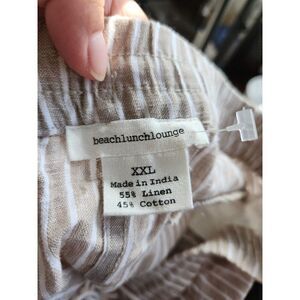 beachlunchlounge
XXL
Made in India
55% Linen
45% Cotton